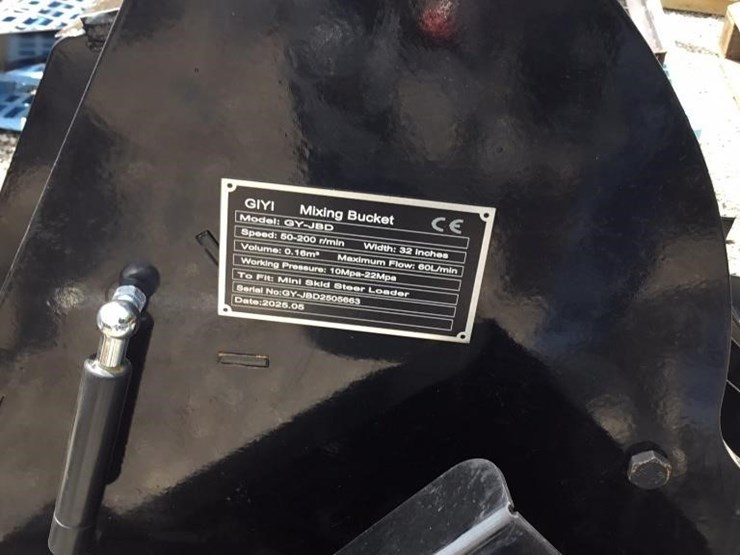 GIYI Mixing Bucket CE
Model: GY-JBD
Speed: 50-200 r/min Width: 32 inches
Volume: 0.16m³ Maximum Flow: 60L/min
Working Pressure: 10Mpa-22Mpa
To Fit: Mini Skid Steer Loader
Serial No:GY-JBD2505663
Date:2025.05